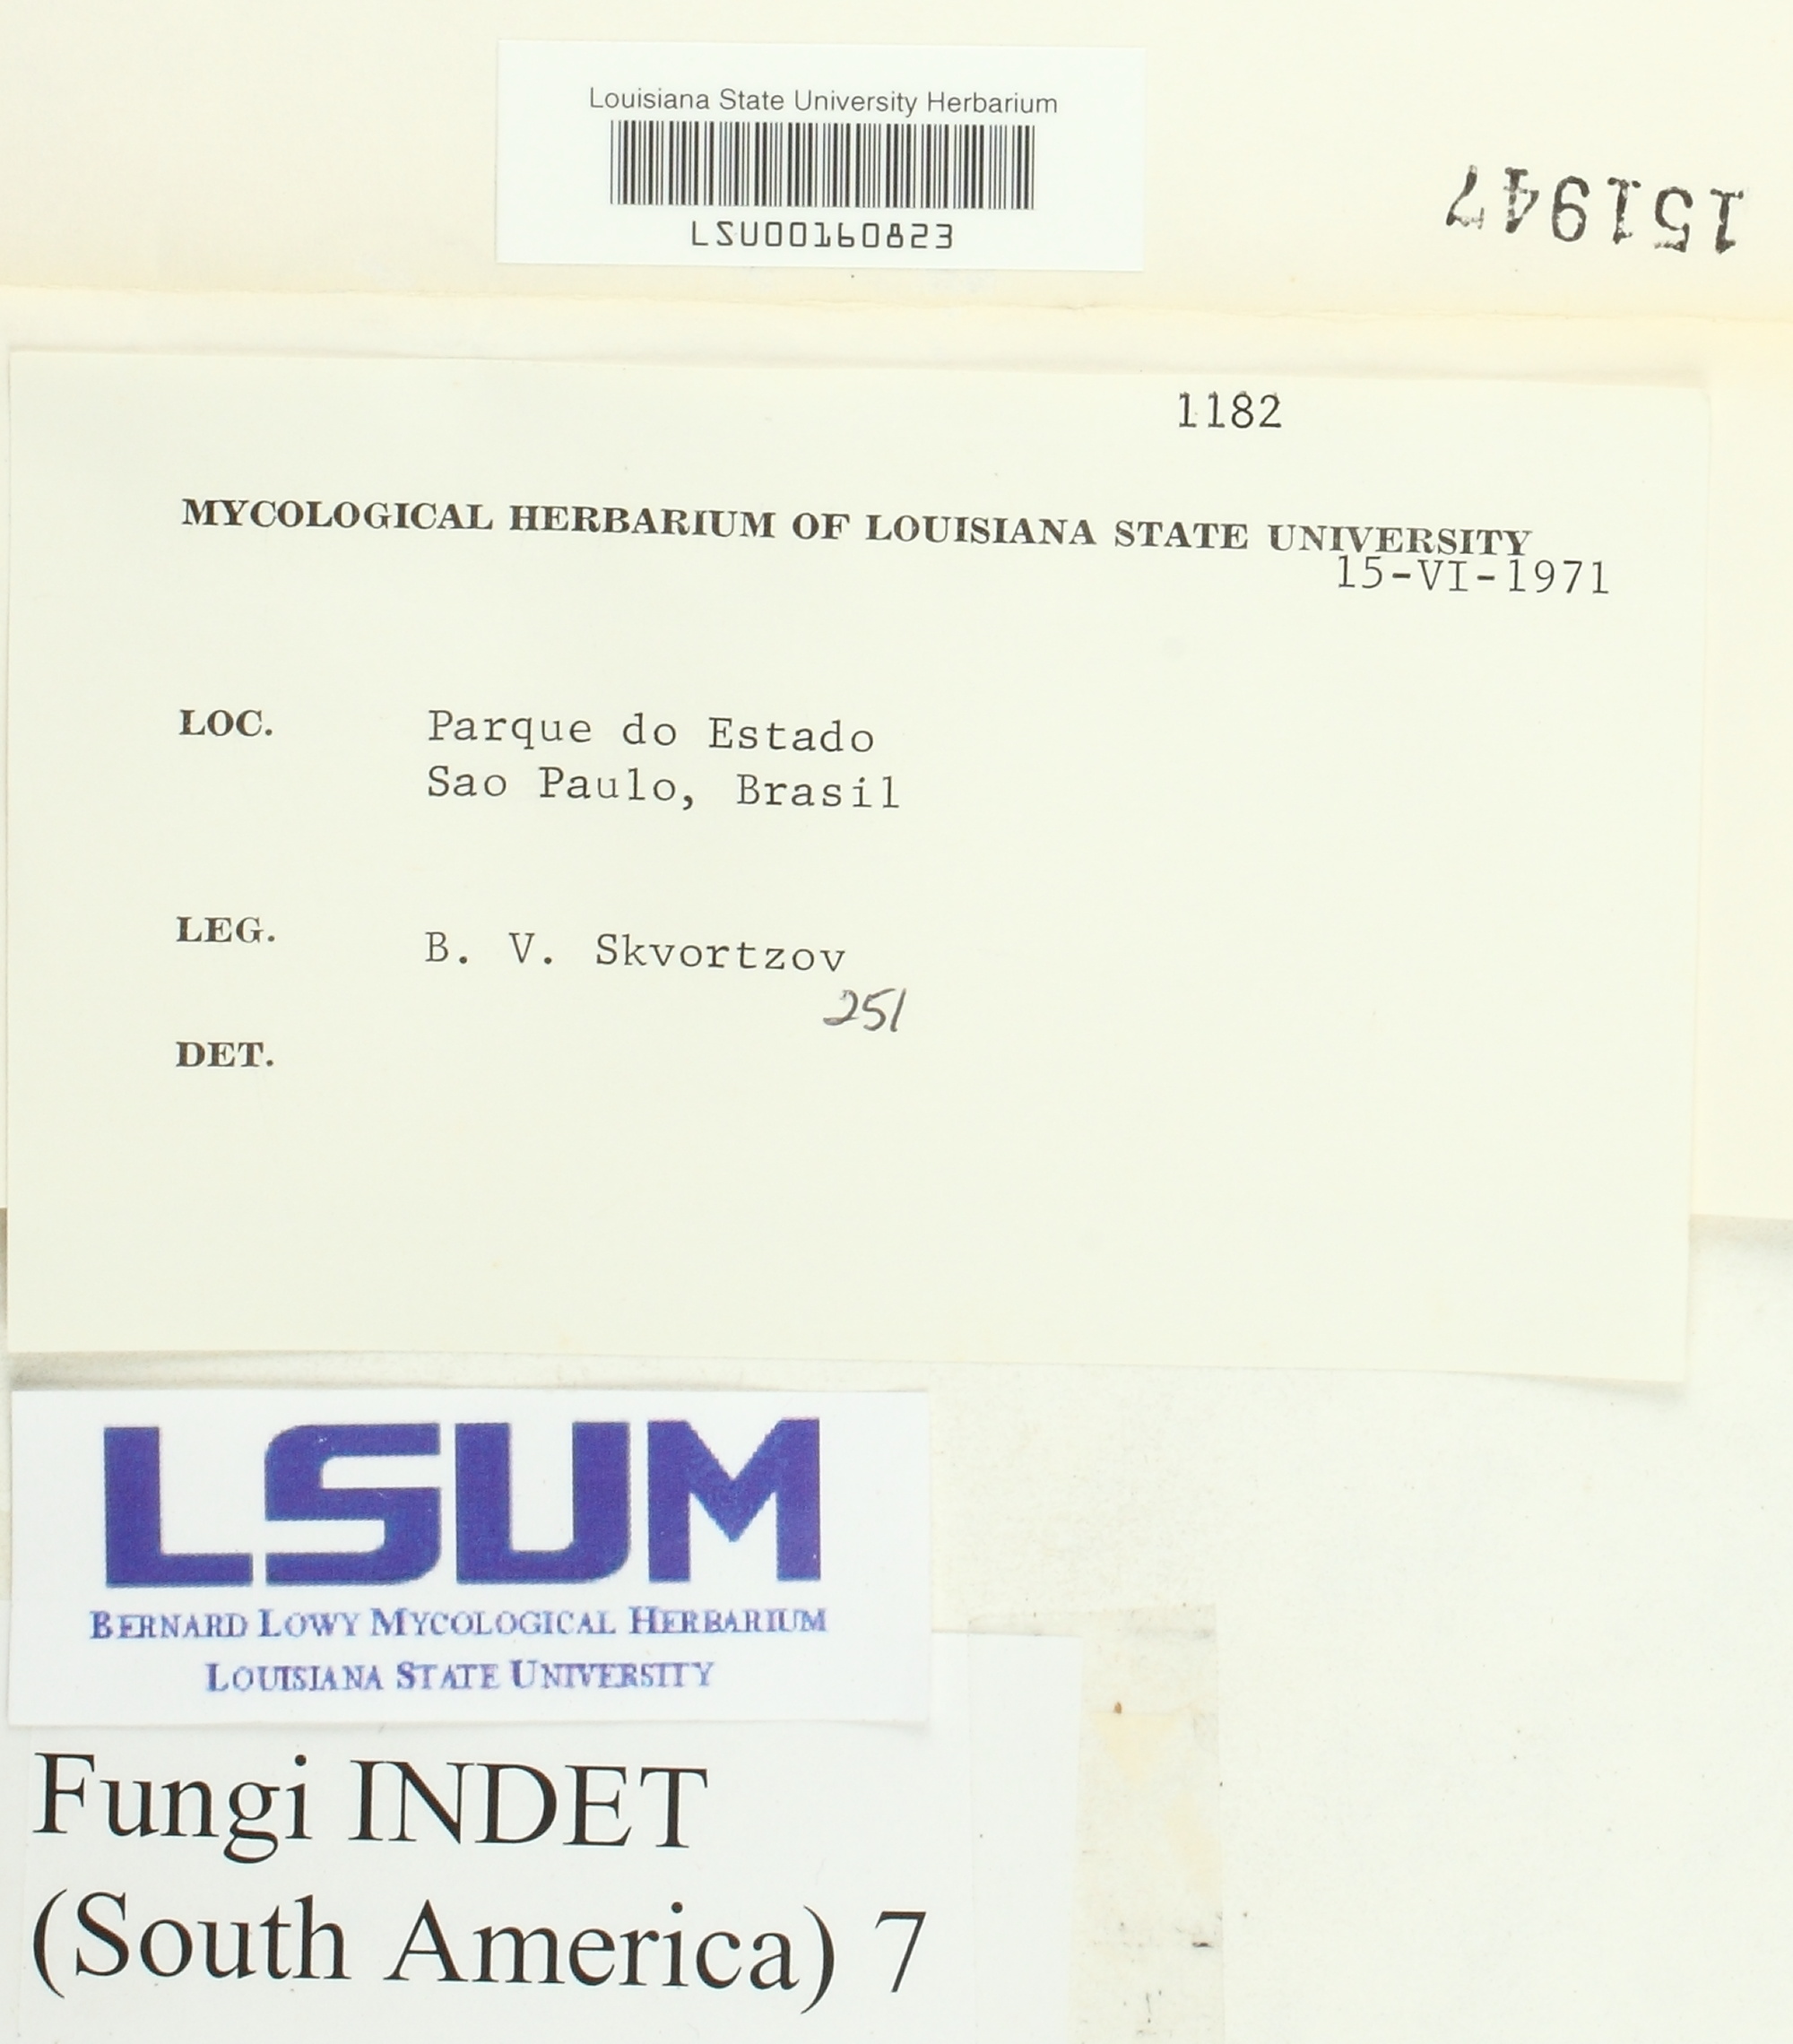 Louisiana State University Herbarium
LSU00160823
151947
1182
MYCOLOGICAL HERBARIUM OF LOUISIANA STATE UNIVERSITY
15-VI-1971
LOC. Parque do Estado
Sao Paulo, Brasil
LEG. B. V. Skvortzov
251
DET.
LSUM
BERNARD LOWY MYCOLOGICAL HERBARIUM
LOUISIANA STATE UNIVERSITY
Fungi INDET
(South America) 7